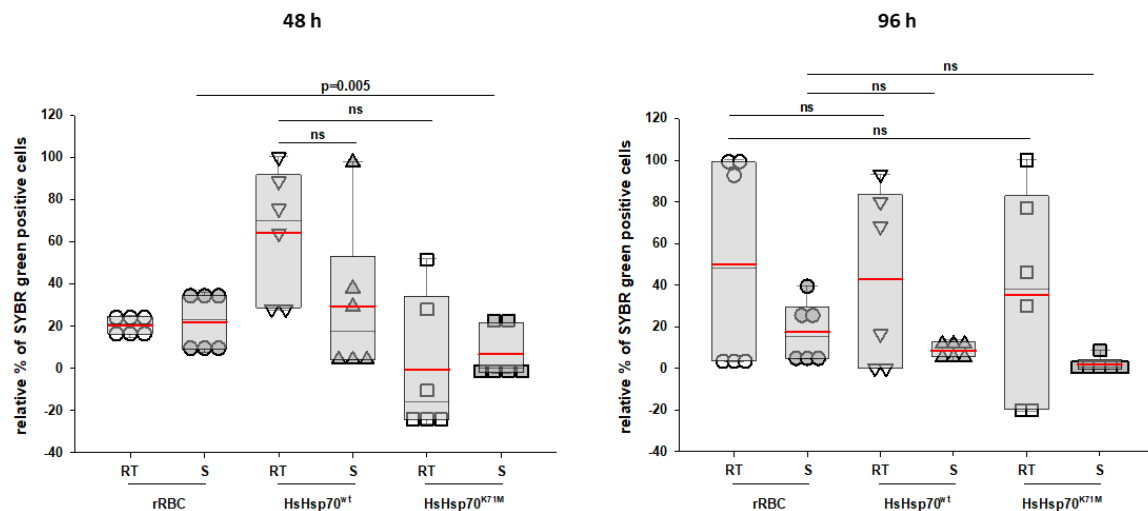 48 h
96 h
p=0.005
ns
ns
relative % of SYBR green positive cells
120
100
80
60
40
20
0
-20
-40
RT S RT S RT S
rRBC HsHsp70wt HsHsp70K71M
ns
ns
ns
ns
relative % of SYBR green positive cells
120
100
80
60
40
20
0
-20
-40
RT S RT S RT S
rRBC HsHsp70wt HsHsp70K71M